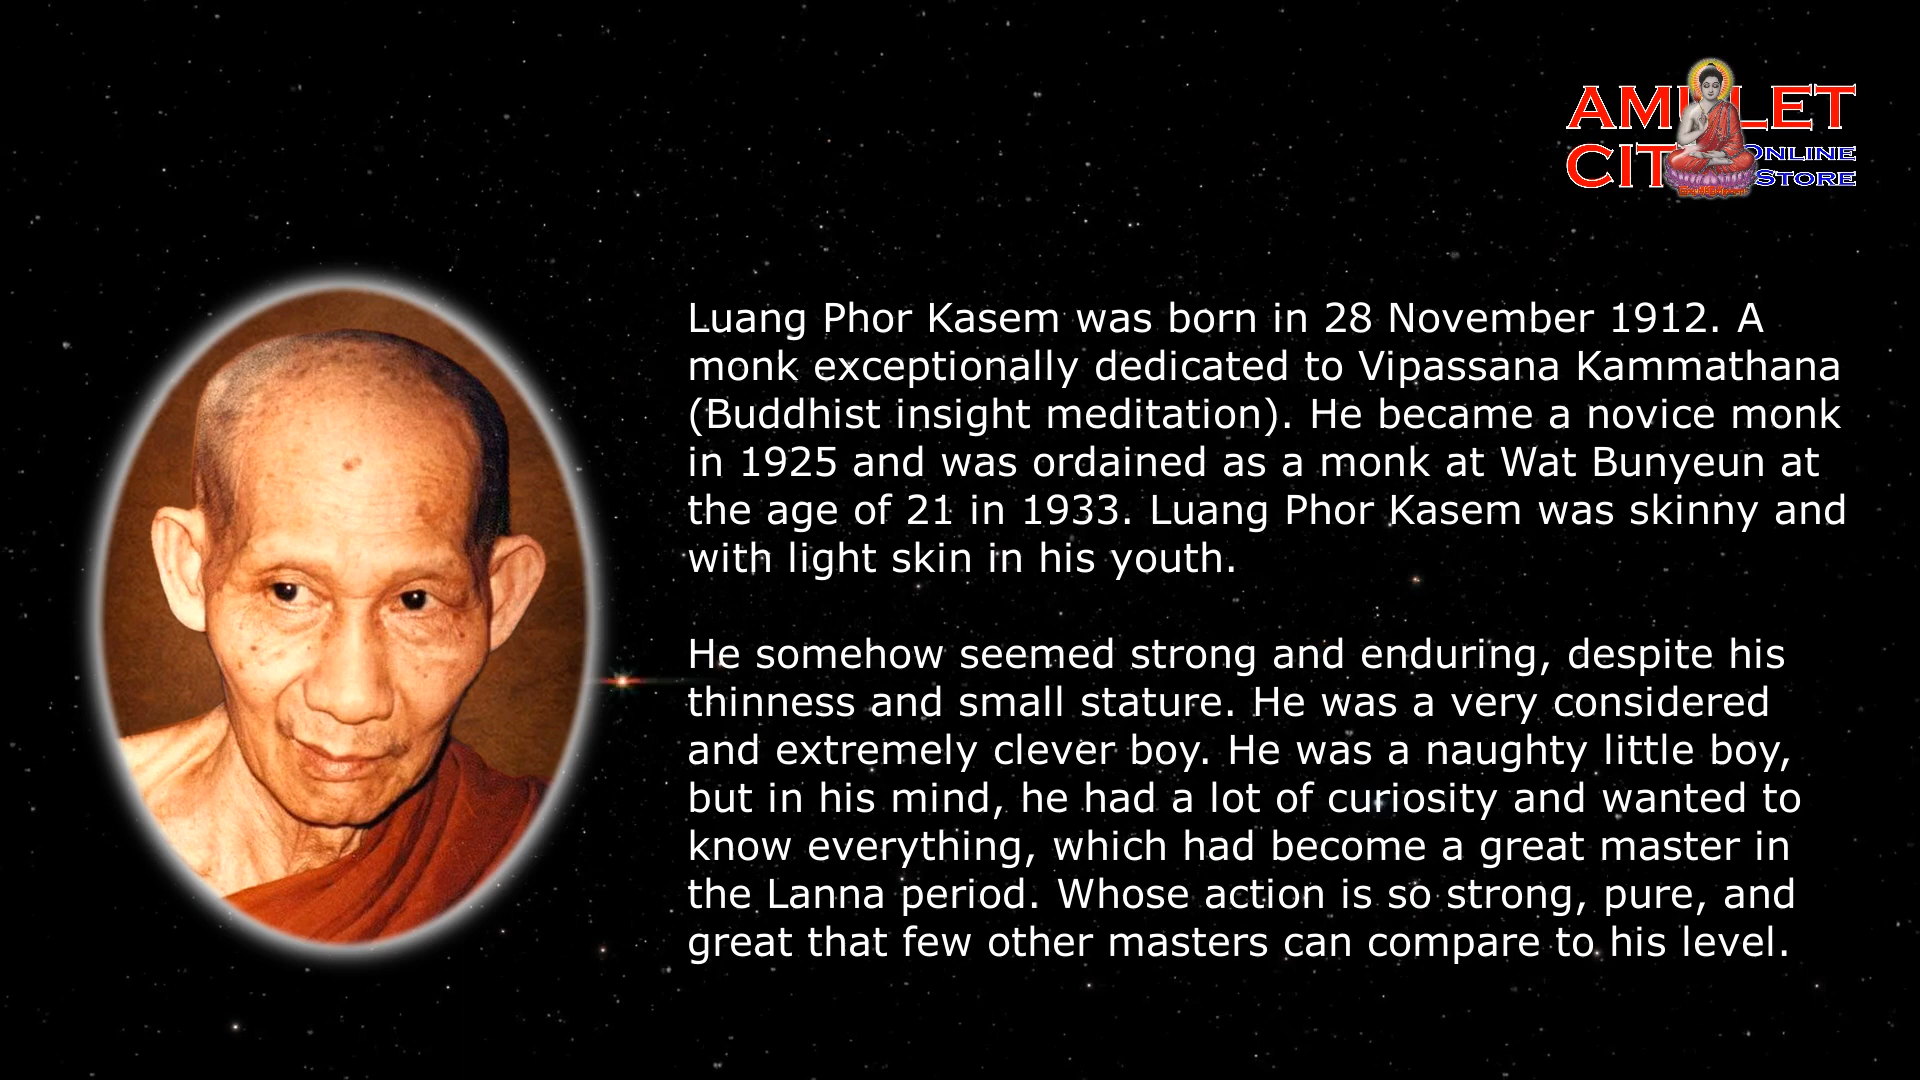 AMULET
CITY ONLINE
STORE
Luang Phor Kasem was born in 28 November 1912. A
monk exceptionally dedicated to Vipassana Kammathana
(Buddhist insight meditation). He became a novice monk
in 1925 and was ordained as a monk at Wat Bunyeun at
the age of 21 in 1933. Luang Phor Kasem was skinny and
with light skin in his youth.
He somehow seemed strong and enduring, despite his
thinness and small stature. He was a very considered
and extremely clever boy. He was a naughty little boy,
but in his mind, he had a lot of curiosity and wanted to
know everything, which had become a great master in
the Lanna period. Whose action is so strong, pure, and
great that few other masters can compare to his level.